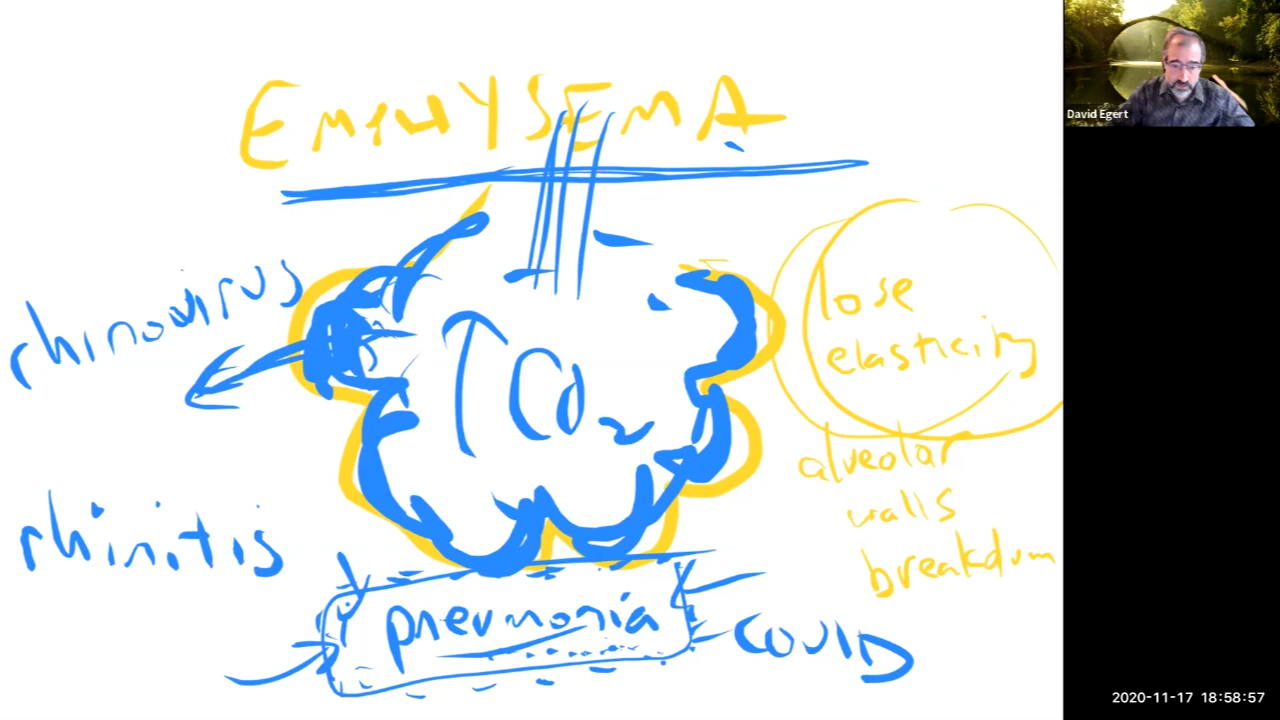 EMPHYSEMA
David Egert
rhinovirus
lose
elasticity
↑CO2
alveolar
walls
breakdown
rhinitis
pneumonia
COVID
2020-11-17 18:58:57